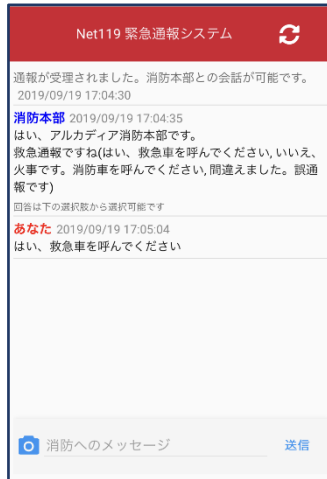 Net119 緊急通報システム
通報が受理されました。消防本部との会話が可能です。
2019/09/19 17:04:30
消防本部 2019/09/19 17:04:35
はい、アルカディア消防本部です。
救急通報ですね(はい、救急車を呼んでください, いいえ、
火事です。消防車を呼んでください, 間違えました。誤通
報です)
回答は下の選択肢から選択可能です
あなた 2019/09/19 17:05:04
はい、救急車を呼んでください
消防へのメッセージ
送信